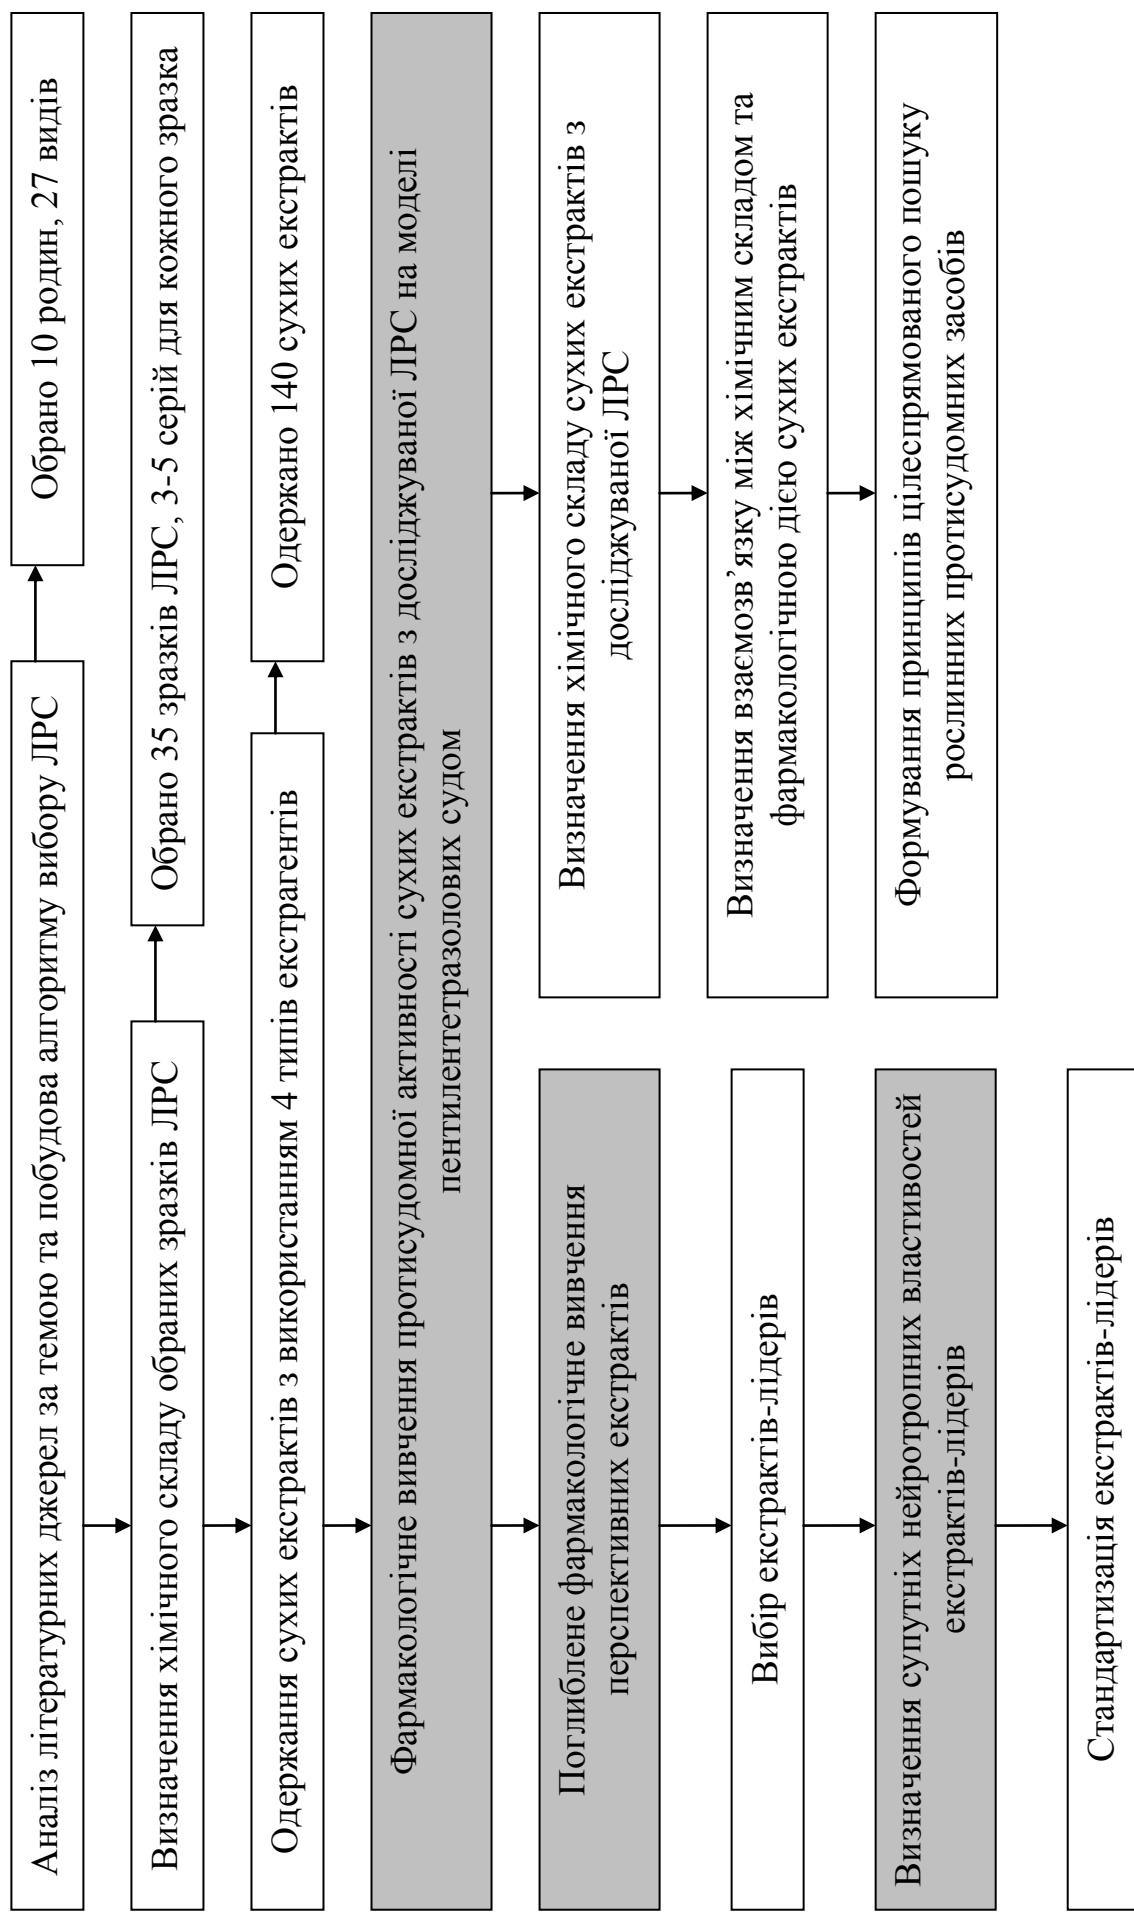 Аналіз літературних джерел за темою та побудова алгоритму вибору ЛРС
Обрано 10 родин, 27 видів
Визначення хімічного складу обраних зразків ЛРС
Обрано 35 зразків ЛРС, 3-5 серій для кожного зразка
Одержання сухих екстрактів з використанням 4 типів екстрагентів
Одержано 140 сухих екстрактів
Фармакологічне вивчення протисудомної активності сухих екстрактів з досліджуваної ЛРС на моделі
пентилентетразолових судом
Поглиблене фармакологічне вивчення
перспективних екстрактів
Вибір екстрактів-лідерів
Визначення супутніх нейротропних властивостей
екстрактів-лідерів
Стандартизація екстрактів-лідерів
Визначення хімічного складу сухих екстрактів з
досліджуваної ЛРС
Визначення взаємозв’язку між хімічним складом та
фармакологічною дією сухих екстрактів
Формування принципів цілеспрямованого пошуку
рослинних протисудомних засобів